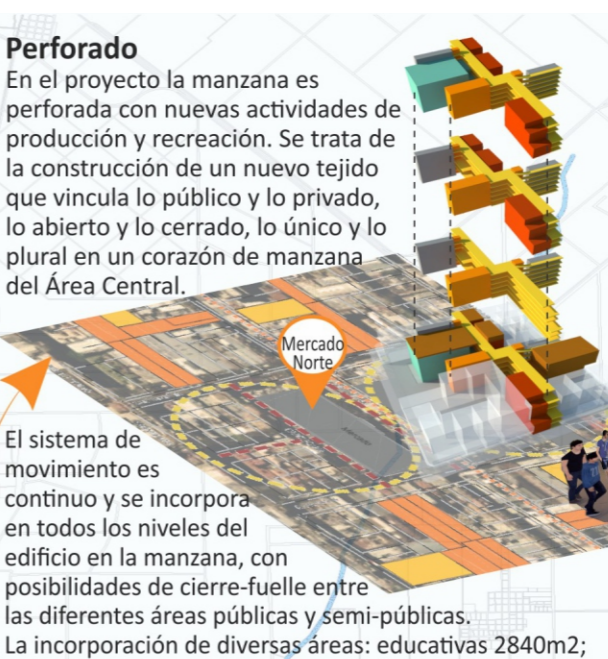 Perforado
En el proyecto la manzana es
perforada con nuevas actividades de
producción y recreación. Se trata de
la construcción de un nuevo tejido
que vincula lo público y lo privado,
lo abierto y lo cerrado, lo único y lo
plural en un corazón de manzana
del Área Central.
Mercado
Norte
Mercado
El sistema de
movimiento es
continuo y se incorpora
en todos los niveles del
edificio en la manzana, con
posibilidades de cierre-fuelle entre
las diferentes áreas públicas y semi-públicas.
La incorporación de diversas áreas: educativas 2840m2;